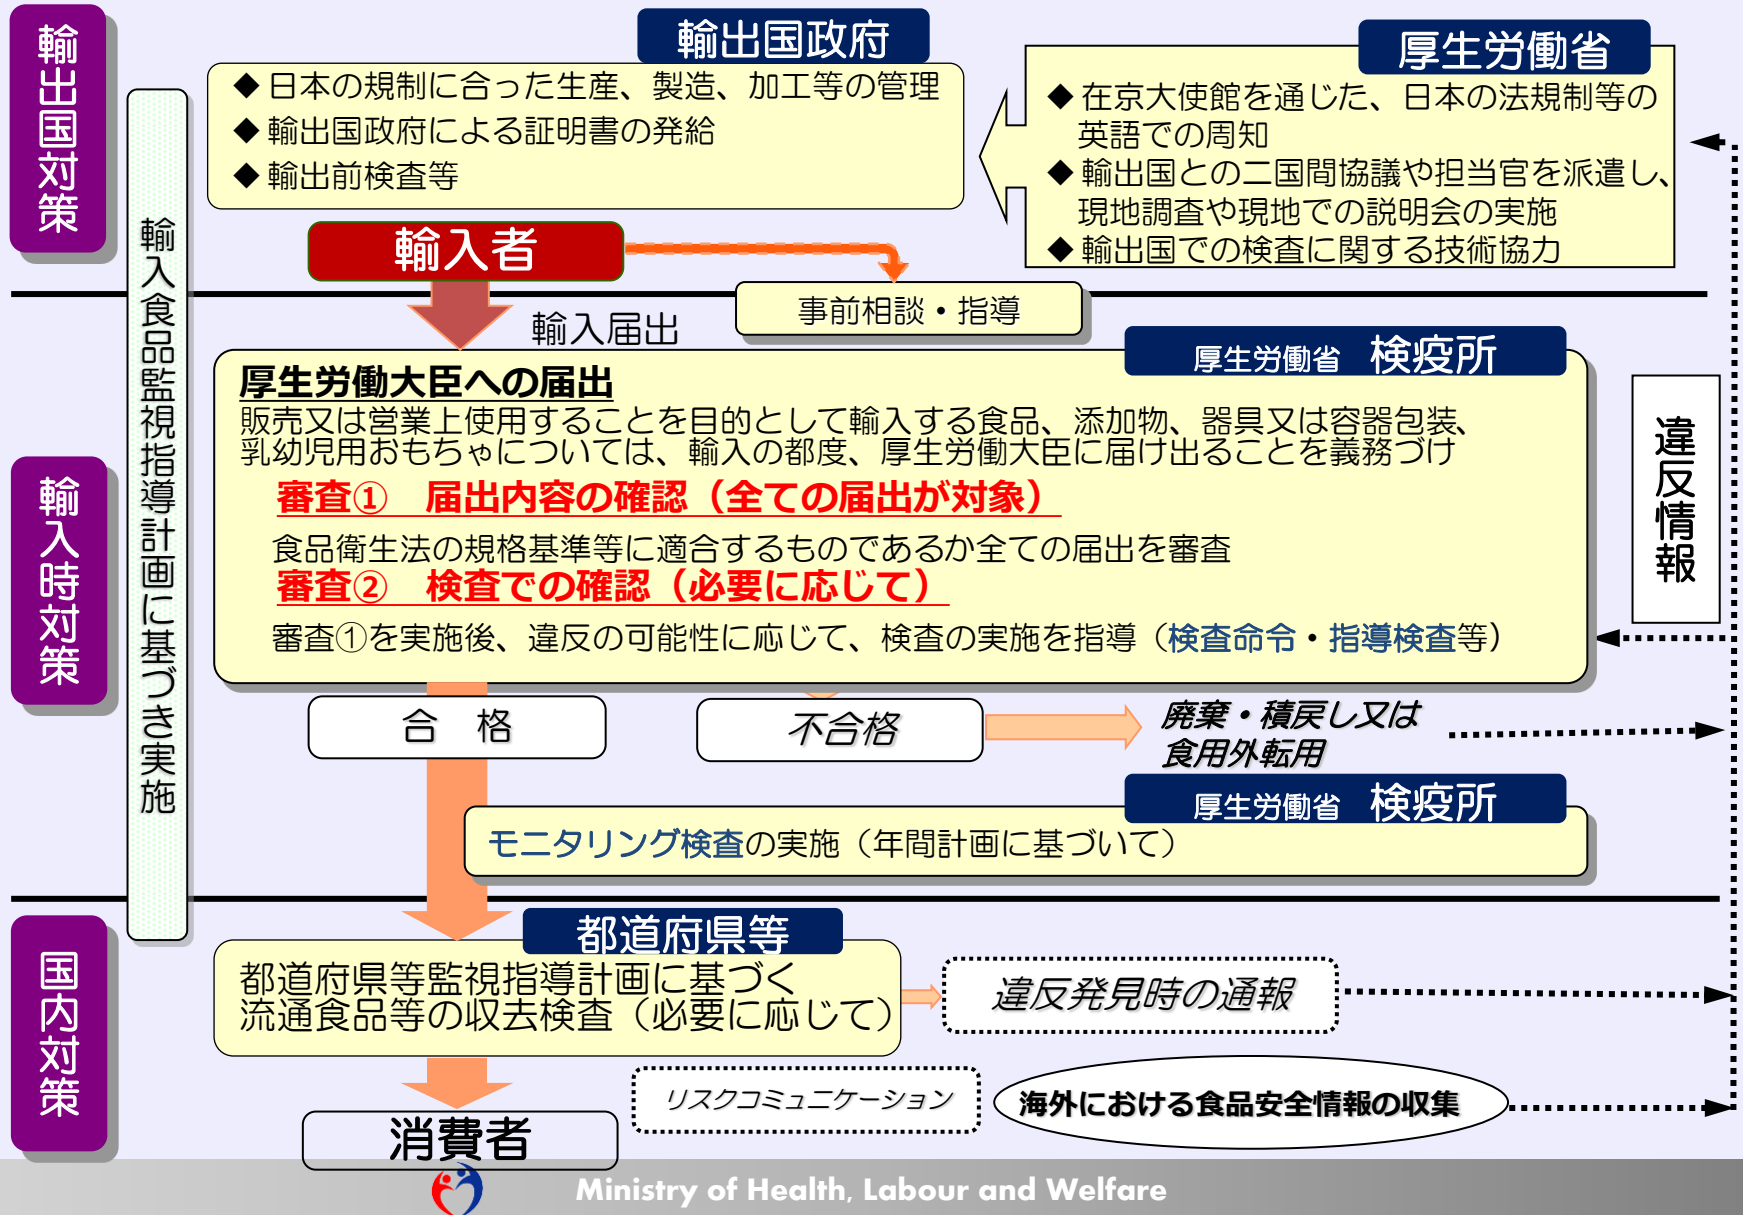 輸出国対策
輸出国政府
◆日本の規制に合った生産、製造、加工等の管理
◆輸出国政府による証明書の発給
◆輸出前検査等
厚生労働省
◆在京大使館を通じた、日本の法規制等の
英語での周知
◆輸出国との二国間協議や担当官を派遣し、
現地調査や現地での説明会の実施
◆輸出国での検査に関する技術協力
輸入食品監視指導計画に基づき実施
輸入者
事前相談・指導
輸入届出
輸入時対策
厚生労働省 検疫所
厚生労働大臣への届出
販売又は営業上使用することを目的として輸入する食品、添加物、器具又は容器包装、
乳幼児用おもちゃについては、輸入の都度、厚生労働大臣に届け出ることを義務づけ
審査① 届出内容の確認（全ての届出が対象）
食品衛生法の規格基準等に適合するものであるか全ての届出を審査
審査② 検査での確認（必要に応じて）
審査①を実施後、違反の可能性に応じて、検査の実施を指導（検査命令・指導検査等）
違反情報
合 格
不合格
廃棄・積戻し又は
食用外転用
厚生労働省 検疫所
モニタリング検査の実施（年間計画に基づいて）
国内対策
都道府県等
都道府県等監視指導計画に基づく
流通食品等の収去検査（必要に応じて）
違反発見時の通報
リスクコミュニケーション
海外における食品安全情報の収集
消費者
Ministry of Health, Labour and Welfare